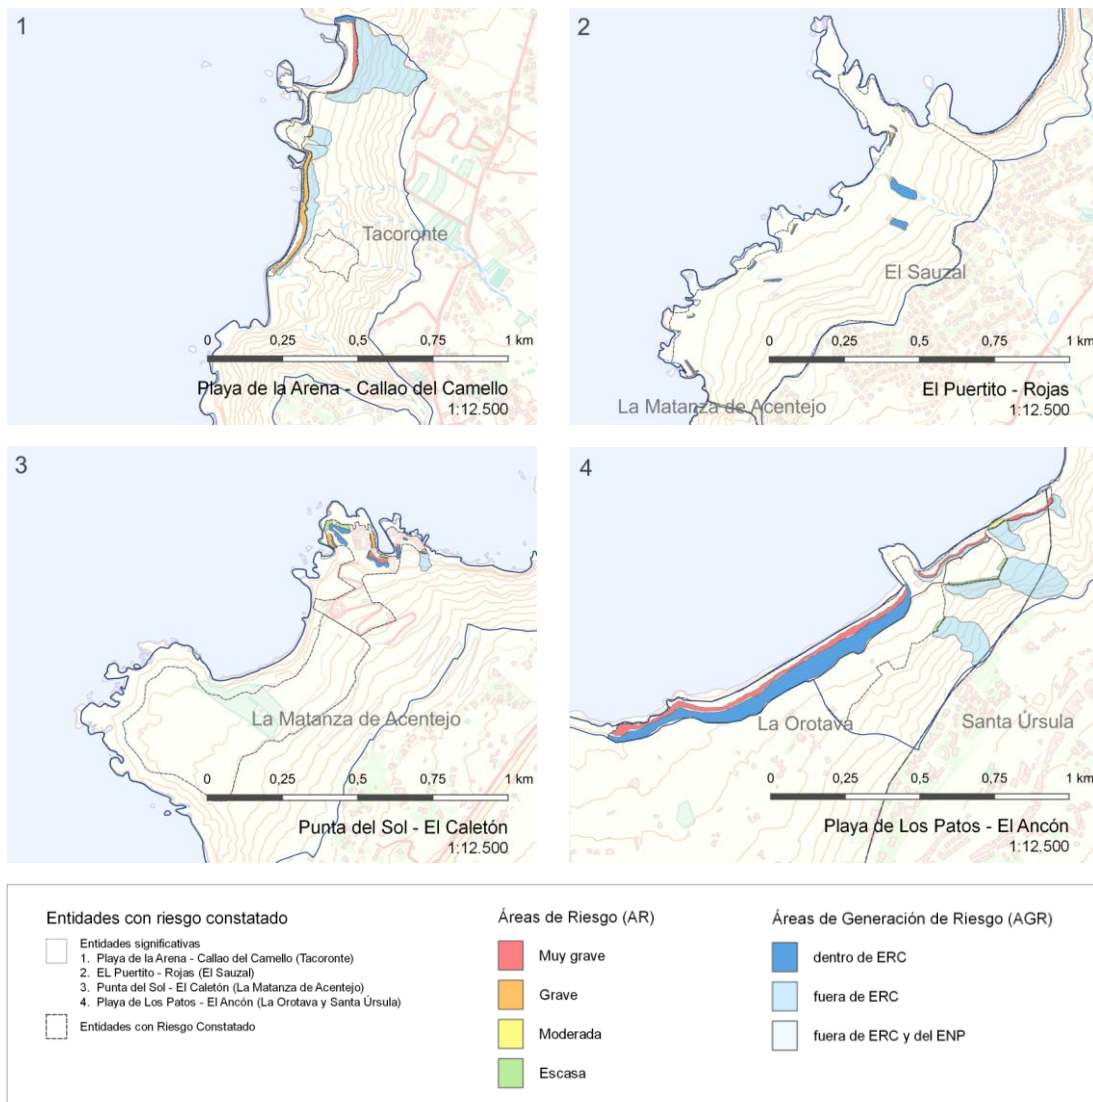 1
Tacoronte
0 0,25 0,50 0,75 1 km
Playa de la Arena - Callao del Camello
1:12.500
2
El Sauzal
0 0,25 0,50 0,75 1 km
El Puertito - Rojas
La Matanza de Acentejo
1:12.500
3
La Matanza de Acentejo
0 0,25 0,50 0,75 1 km
Punta del Sol - El Caletón
1:12.500
4
La Orotava
Santa Úrsula
0 0,25 0,50 0,75 1 km
Playa de Los Patos - El Ancón
1:12.500
Entidades con riesgo constatado
Entidades significativas
1. Playa de la Arena - Callao del Camello (Tacoronte)
2. EL Puertito - Rojas (El Sauzal)
3. Punta del Sol - El Caletón (La Matanza de Acentejo)
4. Playa de Los Patos - El Ancón (La Orotava y Santa Úrsula)
Entidades con Riesgo Constatado
Áreas de Riesgo (AR)
Muy grave
Grave
Moderada
Escasa
Áreas de Generación de Riesgo (AGR)
dentro de ERC
fuera de ERC
fuera de ERC y del ENP